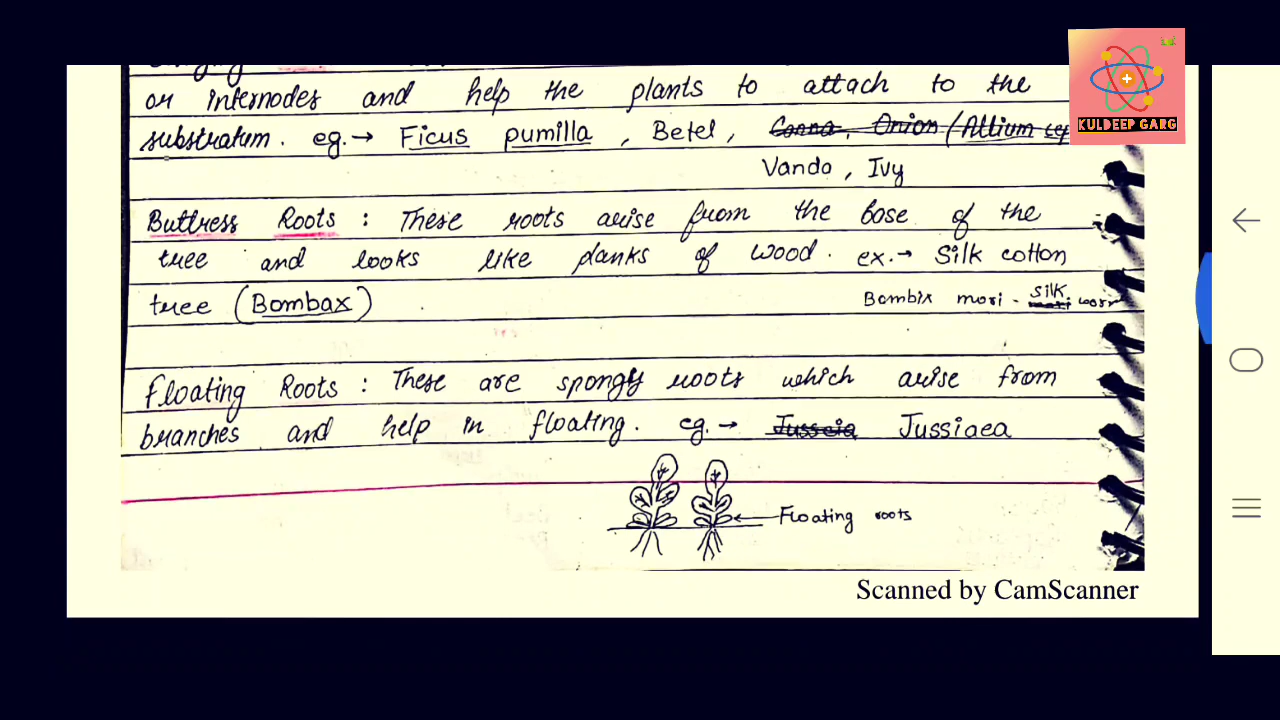 or internodes and help the plants to attach to the
substratum. eg.→ Ficus pumilla, Betel, Canna, Onion (Allium cep
Vanda, Ivy
Buttress Roots : These roots arise from the base of the
tree and looks like planks of wood. ex.→ Silk cotton
tree (Bombax)
Bombix mori - silk worm
Floating Roots : These are spongy roots which arise from
branches and help in floating. eg.→ Jusseia Jussiaea
Floating roots
Scanned by CamScanner
KULDEEP GARG